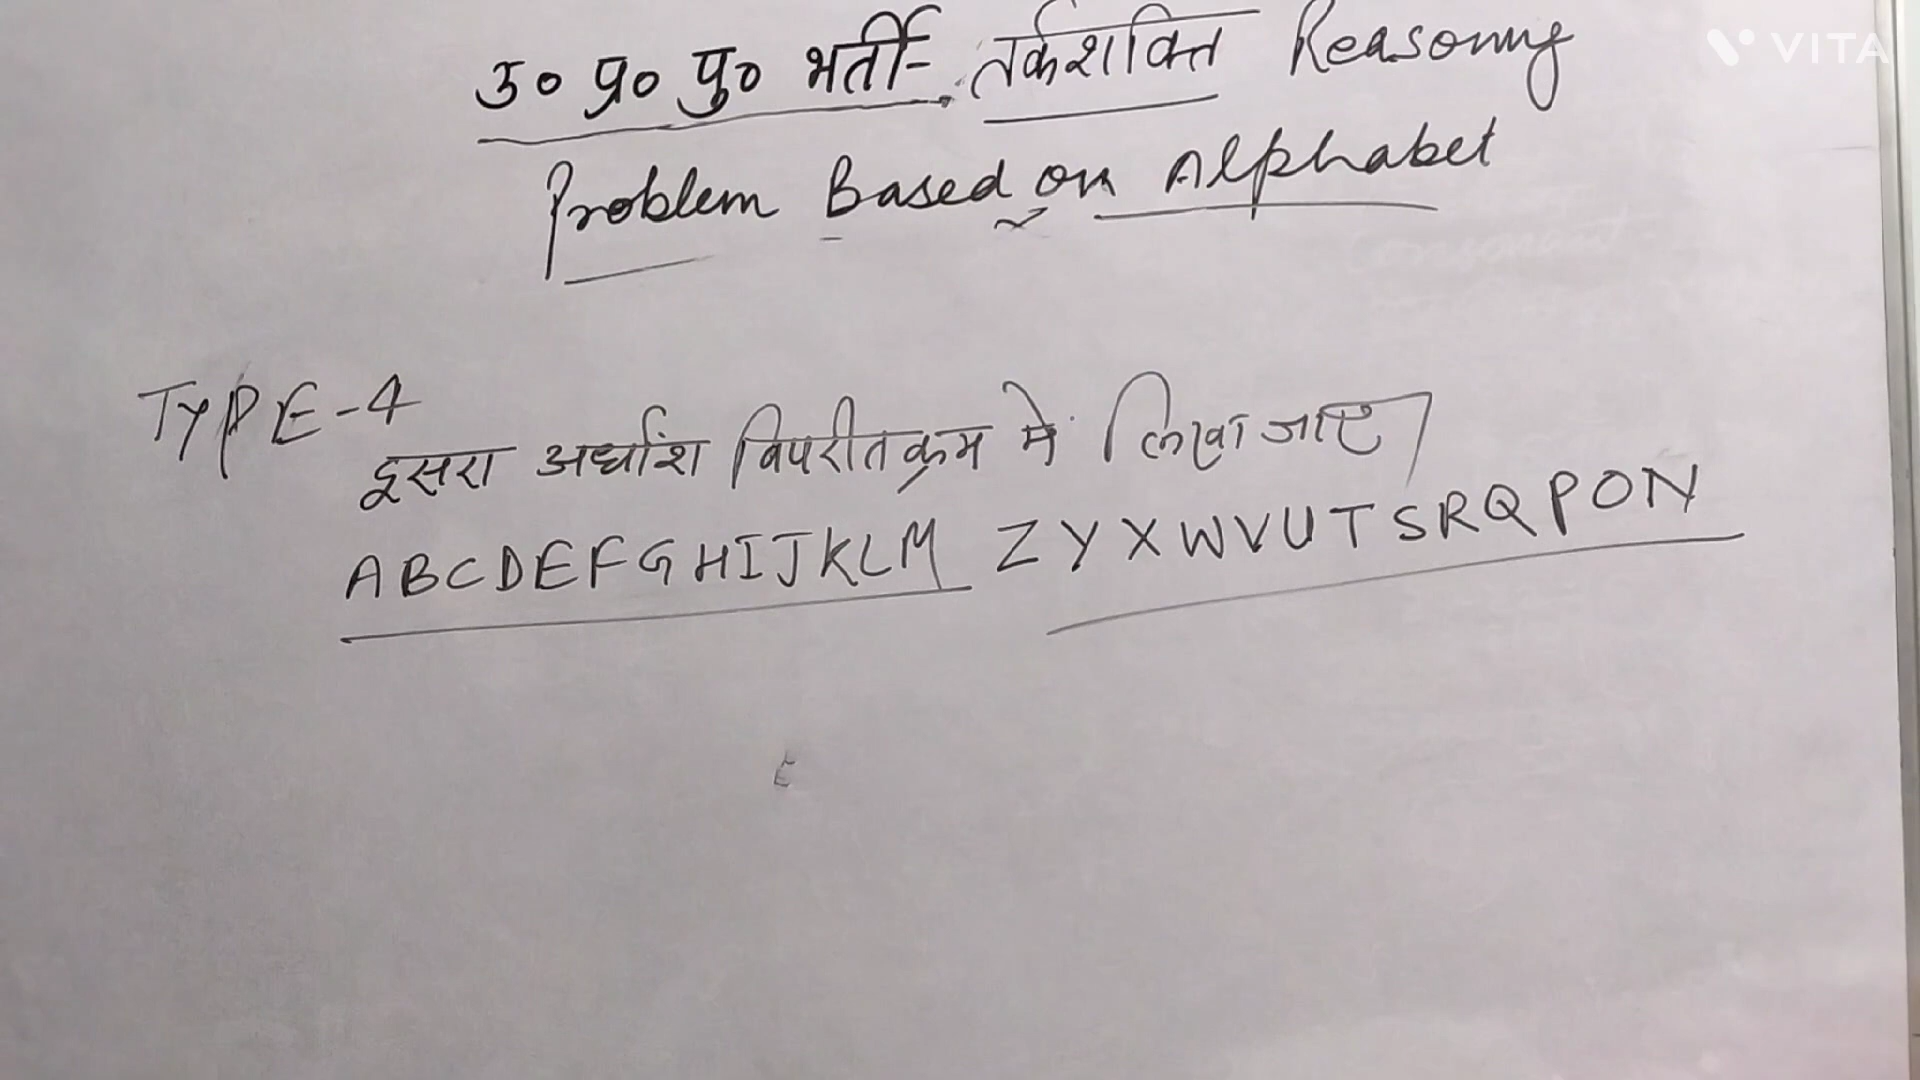 उ० प्र० पु० भर्ती- तर्कशक्ति Reasoning
VITA
Problem Based on Alphabet
TYPE-4
दूसरा अर्धांश विपरीतक्रम मे लिखा जाए।
ABCDEFGHIJKLM ZYXWVUTSRQPON